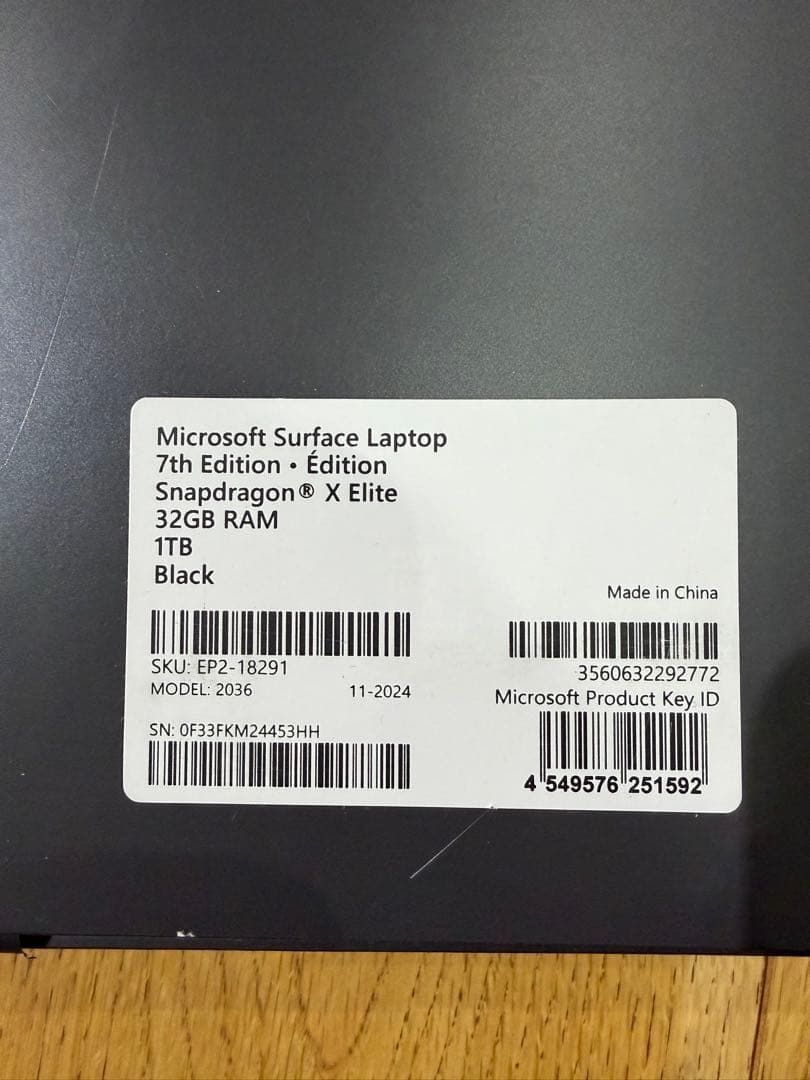 Microsoft Surface Laptop
7th Edition • Édition
Snapdragon® X Elite
32GB RAM
1TB
Black
Made in China
SKU: EP2-18291
MODEL: 2036 11-2024
SN: 0F33FKM24453HH
3560632292772
Microsoft Product Key ID
4 549576 251592